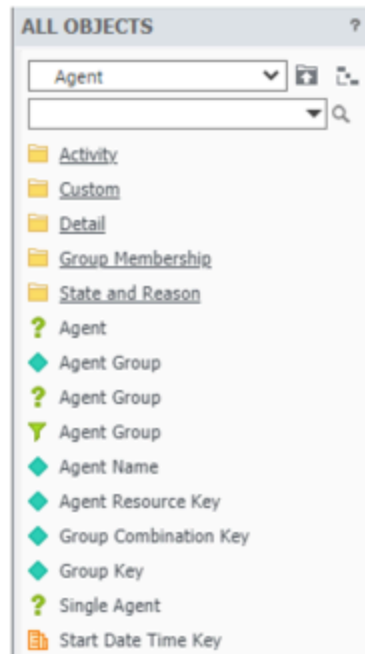 ALL OBJECTS ?
Agent
Activity
Custom
Detail
Group Membership
State and Reason
? Agent
Agent Group
? Agent Group
Agent Group
Agent Name
Agent Resource Key
Group Combination Key
Group Key
? Single Agent
Start Date Time Key